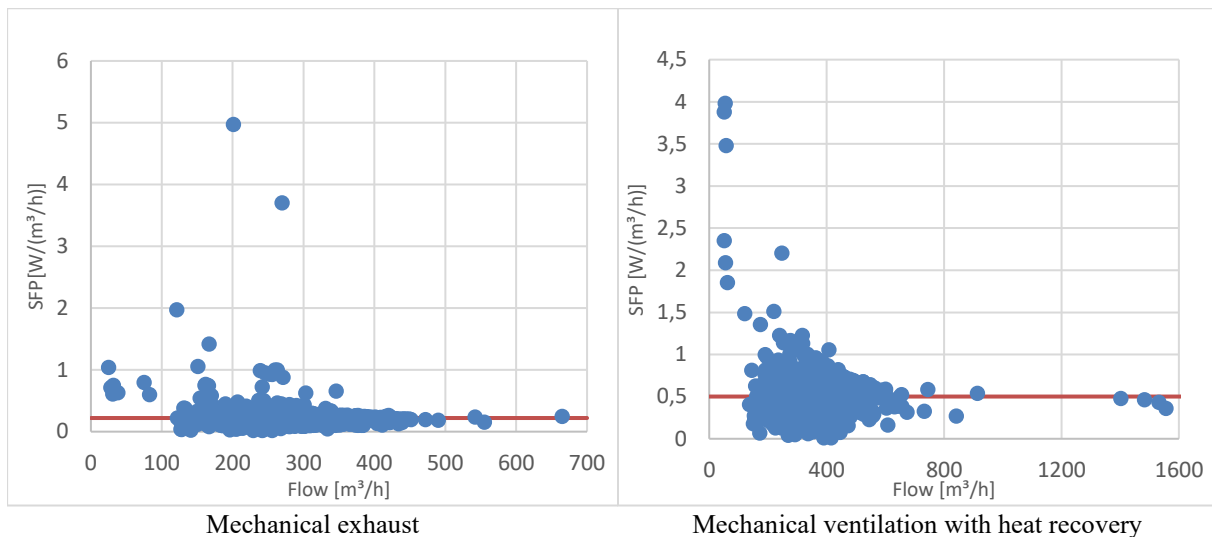 6
5
4
3
2
1
0
0 100 200 300 400 500 600 700
SFP[W/(m³/h)]
Flow [m³/h]
Mechanical exhaust
4,5
4
3,5
3
2,5
2
1,5
1
0,5
0
0 400 800 1200 1600
SFP [W/(m³/h)]
Flow [m³/h]
Mechanical ventilation with heat recovery